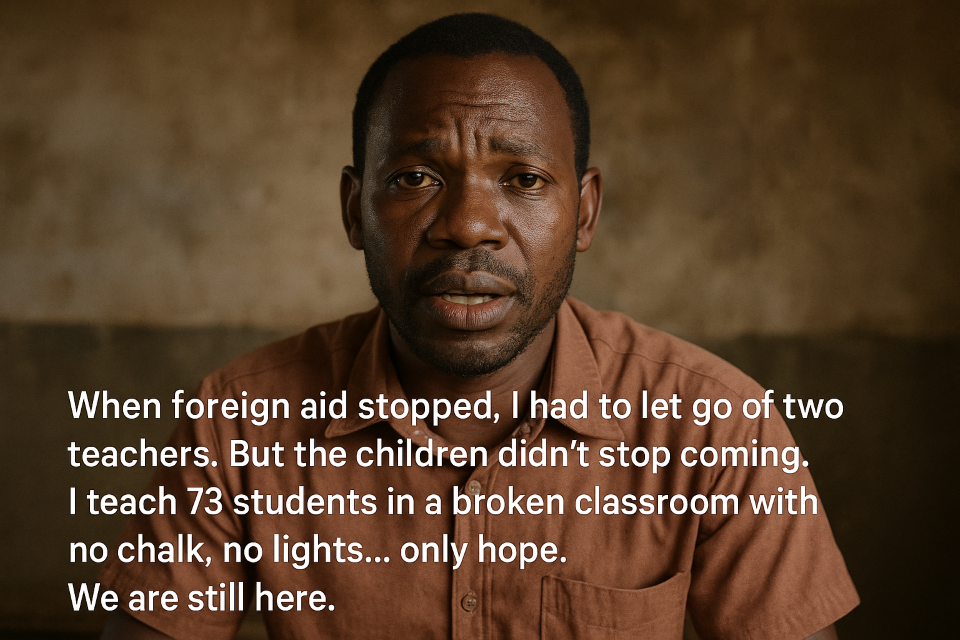 When foreign aid stopped, I had to let go of two
teachers. But the children didn't stop coming.
I teach 73 students in a broken classroom with
no chalk, no lights... only hope.
We are still here.